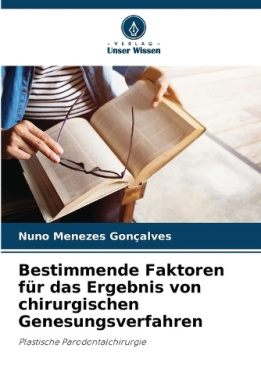 - VERLAG -
Unser Wissen
Nuno Menezes Gonçalves
Bestimmende Faktoren
für das Ergebnis von
chirurgischen
Genesungsverfahren
Plastische Parodontalchirurgie